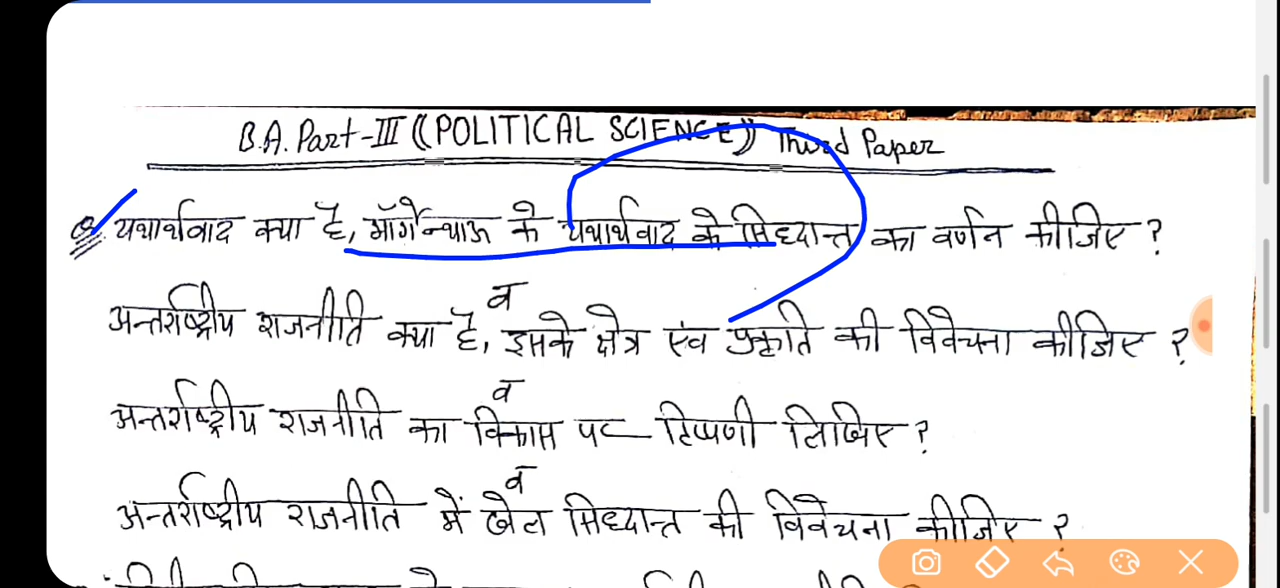 B.A. Part-III ((POLITICAL SCIENCE)) Third Paper
यथार्थवाद क्या है, मॉर्गेन्थाऊ के यथार्थवाद के सिध्दान्त का वर्णन कीजिए ?
व
अन्तर्राष्ट्रीय राजनीति क्या है, इसके क्षेत्र एंव प्रकृति की विवेचना कीजिए ?
व
अन्तर्राष्ट्रीय राजनीति का विकास पर टिप्पणी लिखिए ?
व
अन्तर्राष्ट्रीय राजनीति में खेल सिध्दान्त की विवेचना कीजिए ?